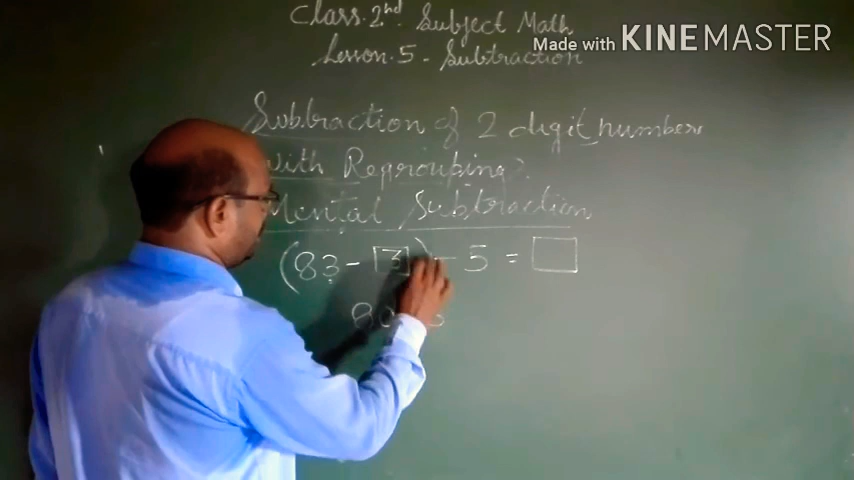 Class. 2nd. Subject Math
Made with KINEMASTER
Lesson. 5 - Subtraction
Subtraction of 2 digit numbers
with Regrouping
Mental Subtraction
(83 - 3) - 5 =
80